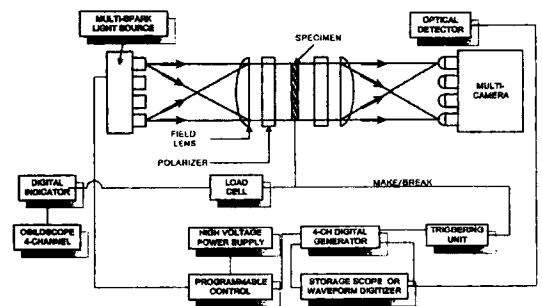 MULTI-SPARK
LIGHT SOURCE
OPTICAL
DETECTOR
SPECIMEN
MULTI-
CAMERA
FIELD
LENS
POLARIZER
DIGITAL
INDICATOR
LOAD
CELL
MAKE/BREAK
OSILOSCOPE
4-CHANNEL
HIGH VOLTAGE
POWER SUPPLY
4-CH DIGITAL
GENERATOR
TRIGGERING
UNIT
PROGRAMMABLE
CONTROL
STORAGE SCOPE OR
WAVEFORM DIGITIZER